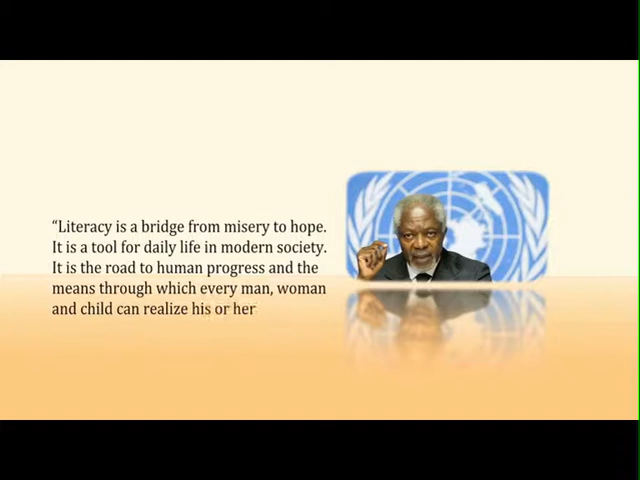 “Literacy is a bridge from misery to hope.
It is a tool for daily life in modern society.
It is the road to human progress and the
means through which every man, woman
and child can realize his or her